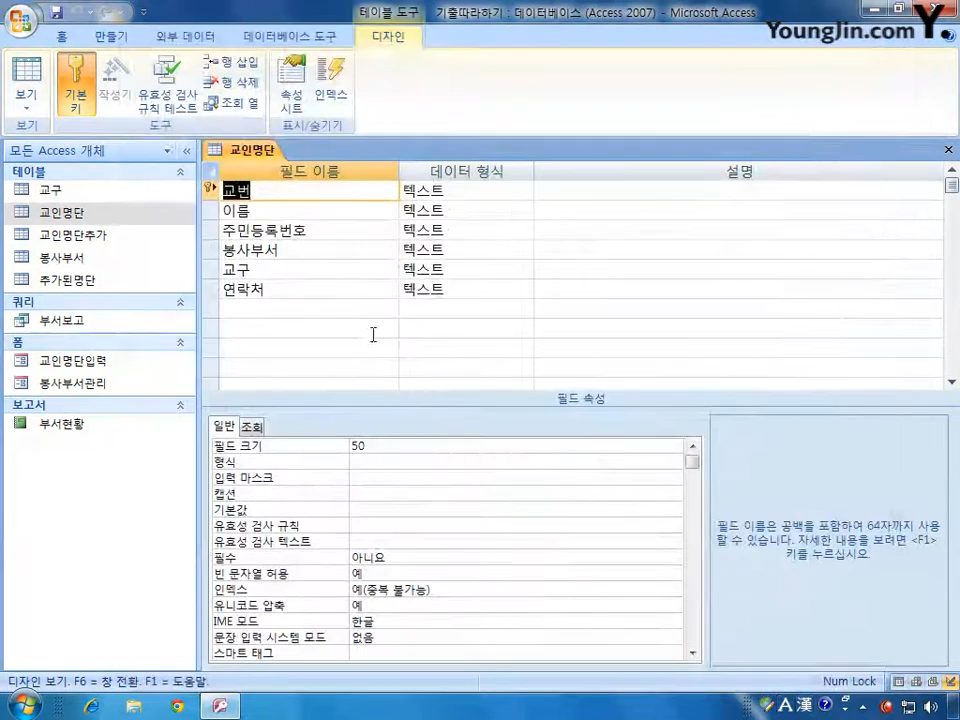 테이블 도구
기출따라하기 : 데이터베이스 (Access 2007) - Microsoft Access
YoungJin.com Y.
홈 만들기 외부 데이터 데이터베이스 도구 디자인
보기
기본
키
작성기
유효성 검사
규칙 테스트
행 삽입
행 삭제
조회 열
속성
시트
인덱스
보기 도구 표시/숨기기
모든 Access 개체
테이블
교구
교인명단
교인명단추가
봉사부서
추가된명단
쿼리
부서보고
폼
교인명단입력
봉사부서관리
보고서
부서현황
교인명단
필드 이름 데이터 형식 설명
교번 텍스트
이름 텍스트
주민등록번호 텍스트
봉사부서 텍스트
교구 텍스트
연락처 텍스트
필드 속성
일반 조회
필드 크기 50
형식
입력 마스크
캡션
기본값
유효성 검사 규칙
유효성 검사 텍스트
필수 아니요
빈 문자열 허용 예
인덱스 예(중복 불가능)
유니코드 압축 예
IME 모드 한글
문장 입력 시스템 모드 없음
스마트 태그
필드 이름은 공백을 포함하여 64자까지 사용
할 수 있습니다. 자세한 내용을 보려면 <F1>
키를 누르십시오.
디자인 보기. F6 = 창 전환. F1 = 도움말.
Num Lock
A 漢